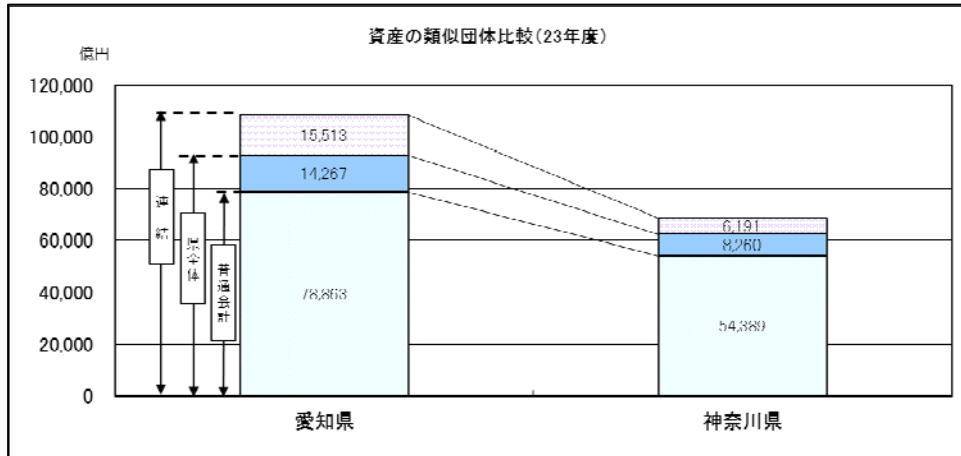 資産の類似団体比較(23年度)
億円
120,000
100,000
80,000
60,000
40,000
20,000
0
15,513
14,267
78,863
6,191
8,260
54,389
連計
県全体
普通会計
愛知県
神奈川県